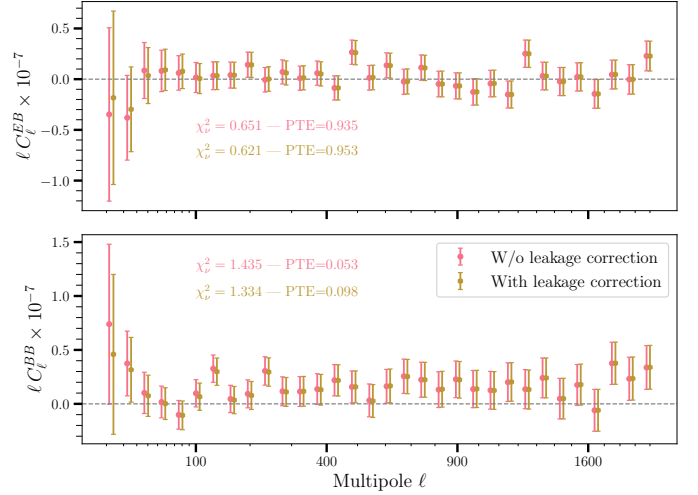 0.5
0.0
−0.5
−1.0
ℓ C_ℓ^{EB} × 10^{-7}
χ²_ν = 0.651 — PTE=0.935
χ²_ν = 0.621 — PTE=0.953
1.5
1.0
0.5
0.0
ℓ C_ℓ^{BB} × 10^{-7}
χ²_ν = 1.435 — PTE=0.053
χ²_ν = 1.334 — PTE=0.098
W/o leakage correction
With leakage correction
100 400 900 1600
Multipole ℓ